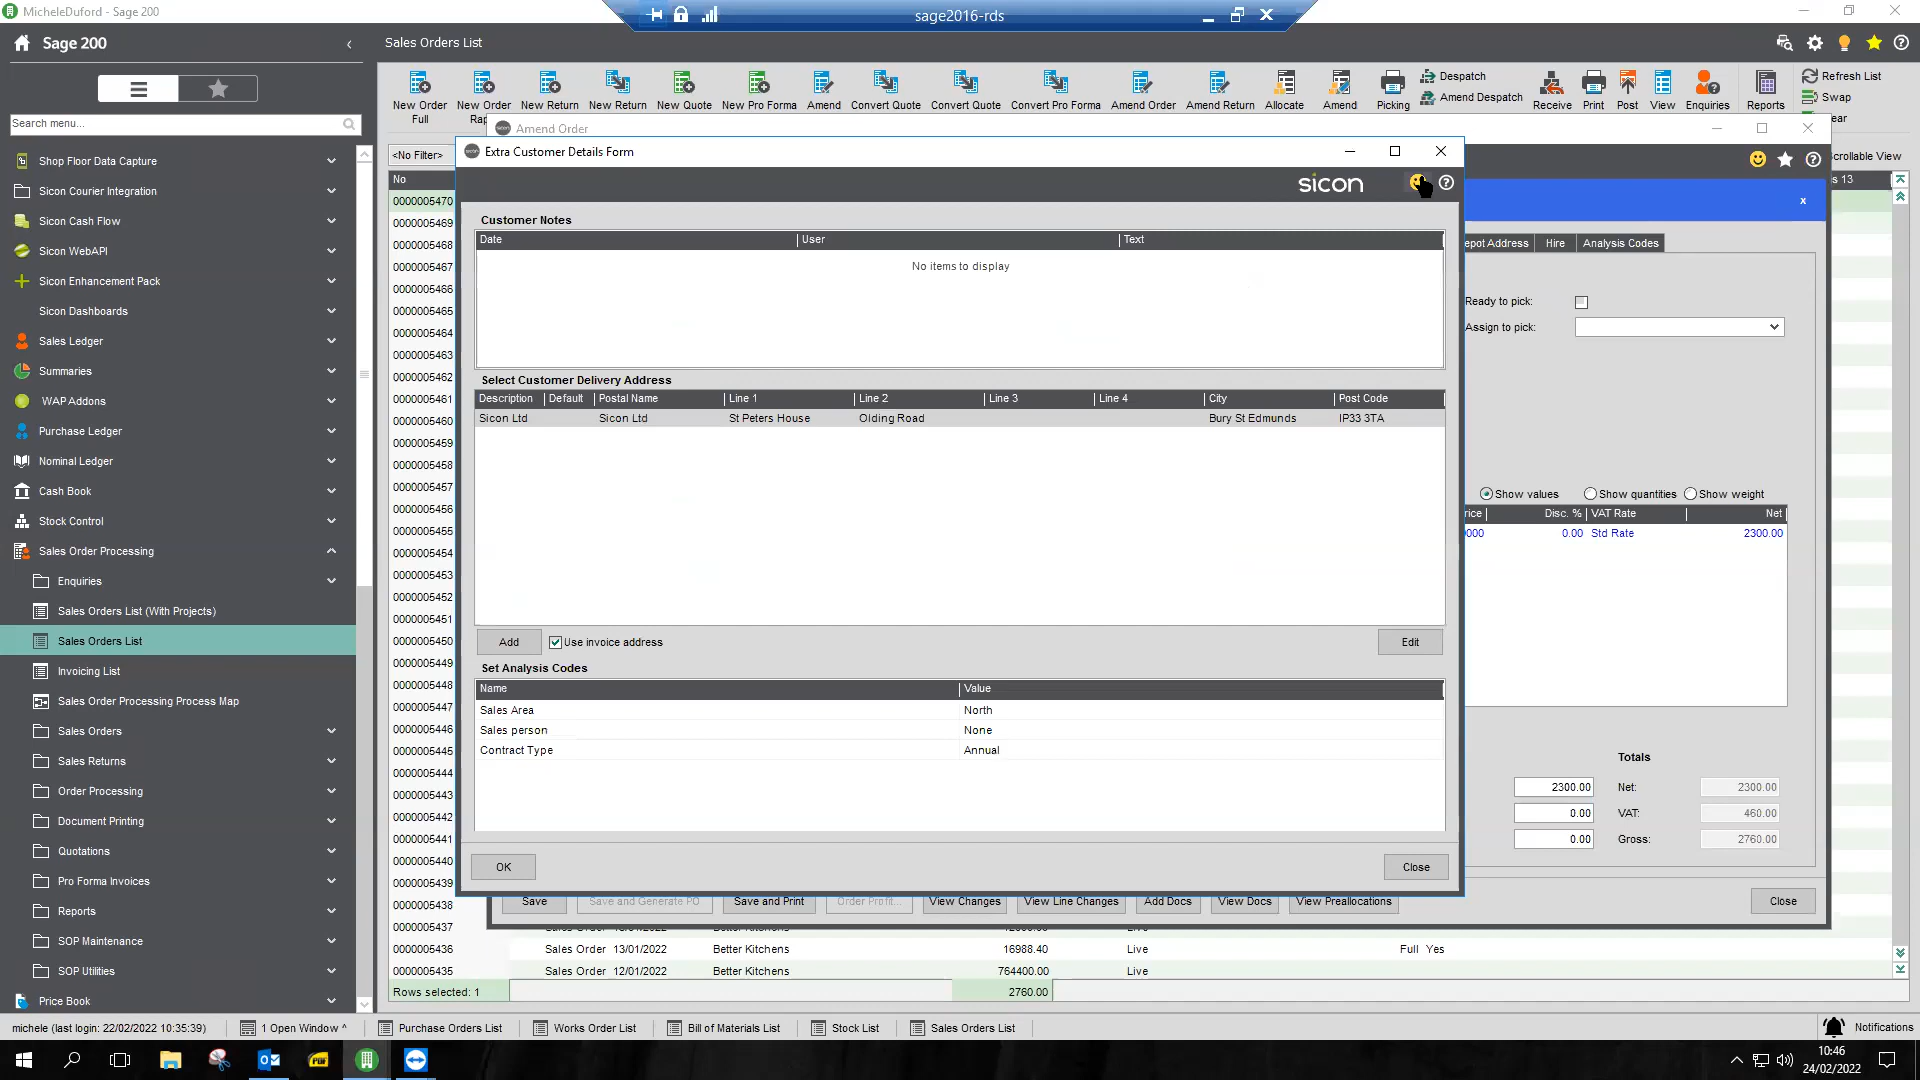 MicheleDuford - Sage 200
sage2016-rds
Sage 200
Sales Orders List
New Order Full
New Order
New Return
New Return
New Quote
New Pro Forma
Amend
Convert Quote
Convert Quote
Convert Pro Forma
Amend Order
Amend Return
Allocate
Amend
Picking
Despatch
Amend Despatch
Receive
Print
Post
View
Enquiries
Reports
Refresh List
Swap
Search menu...
Amend Order
<No Filter>
Extra Customer Details Form
crollable View
sicon
No
s 13
Shop Floor Data Capture
Sicon Courier Integration
Sicon Cash Flow
Sicon WebAPI
Sicon Enhancement Pack
Sicon Dashboards
Sales Ledger
Summaries
WAP Addons
Purchase Ledger
Nominal Ledger
Cash Book
Stock Control
Sales Order Processing
Enquiries
Sales Orders List (With Projects)
Sales Orders List
Invoicing List
Sales Order Processing Process Map
Sales Orders
Sales Returns
Order Processing
Document Printing
Quotations
Pro Forma Invoices
Reports
SOP Maintenance
SOP Utilities
Price Book
0000005470
0000005469
0000005468
0000005467
0000005466
0000005465
0000005464
0000005463
0000005462
0000005461
0000005460
0000005459
0000005458
0000005457
0000005456
0000005455
0000005454
0000005453
0000005452
0000005451
0000005450
0000005449
0000005448
0000005447
0000005446
0000005445
0000005444
0000005443
0000005442
0000005441
0000005440
0000005439
0000005438
0000005437
0000005436 Sales Order 13/01/2022 Better Kitchens 16988.40 Live Full Yes
0000005435 Sales Order 12/01/2022 Better Kitchens 764400.00 Live
Rows selected: 1 2760.00
Customer Notes
Date User Text
No items to display
Select Customer Delivery Address
Description Default Postal Name Line 1 Line 2 Line 3 Line 4 City Post Code
Sicon Ltd Sicon Ltd St Peters House Olding Road Bury St Edmunds IP33 3TA
Add Use invoice address Edit
Set Analysis Codes
Name Value
Sales Area North
Sales person None
Contract Type Annual
OK Close
x
epot Address Hire Analysis Codes
Ready to pick:
Assign to pick:
Show values Show quantities Show weight
rice Disc. % VAT Rate Net
0000 0.00 Std Rate 2300.00
Totals
2300.00 Net: 2300.00
0.00 VAT: 460.00
0.00 Gross: 2760.00
Save Save and Generate PO Save and Print Order Profit... View Changes View Line Changes Add Docs View Docs View Preallocations Close
michele (last login: 22/02/2022 10:35:39) 1 Open Window ^ Purchase Orders List Works Order List Bill of Materials List Stock List Sales Orders List Notifications
PDF
10:46
24/02/2022